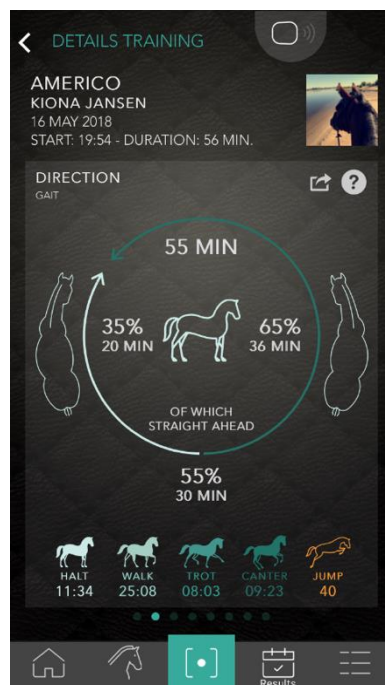 DETAILS TRAINING
AMERICO
KIONA JANSEN
16 MAY 2018
START: 19:54 - DURATION: 56 MIN.
DIRECTION
GAIT
?
55 MIN
35% 65%
20 MIN 36 MIN
OF WHICH
STRAIGHT AHEAD
55%
30 MIN
HALT WALK TROT CANTER JUMP
11:34 25:08 08:03 09:23 40
Results